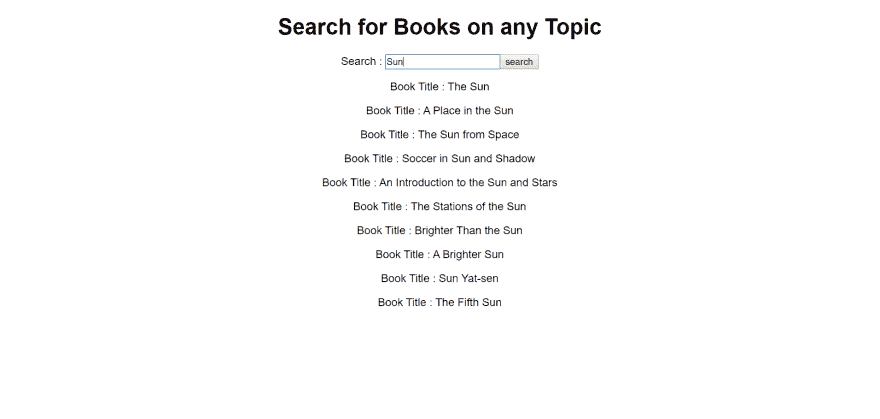 Search for Books on any Topic
Search : Sun search
Book Title : The Sun
Book Title : A Place in the Sun
Book Title : The Sun from Space
Book Title : Soccer in Sun and Shadow
Book Title : An Introduction to the Sun and Stars
Book Title : The Stations of the Sun
Book Title : Brighter Than the Sun
Book Title : A Brighter Sun
Book Title : Sun Yat-sen
Book Title : The Fifth Sun